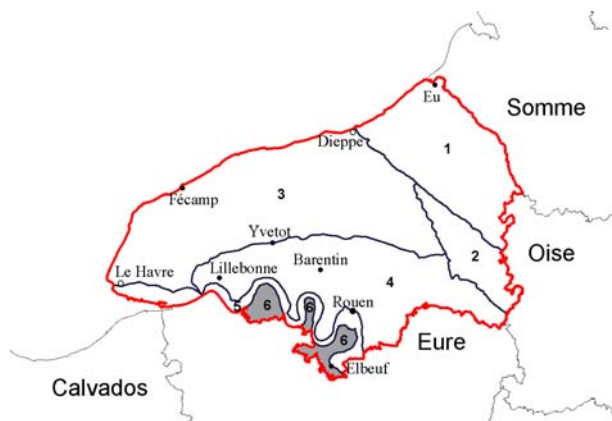 Eu
Somme
Dieppe
1
3
Fécamp
Yvetot
Oise
2
Barentin
Le Havre
Lillebonne
4
5
6
6
Rouen
6
Eure
Elbeuf
Calvados